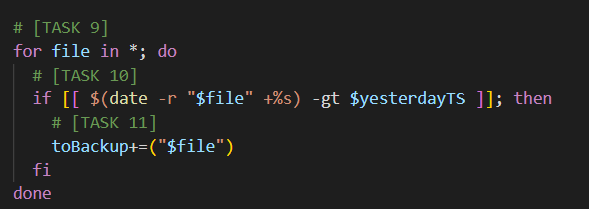 # [TASK 9]
for file in *; do
  # [TASK 10]
  if [[ $(date -r "$file" +%s) -gt $yesterdayTS ]]; then
    # [TASK 11]
    toBackup+=("$file")
  fi
done